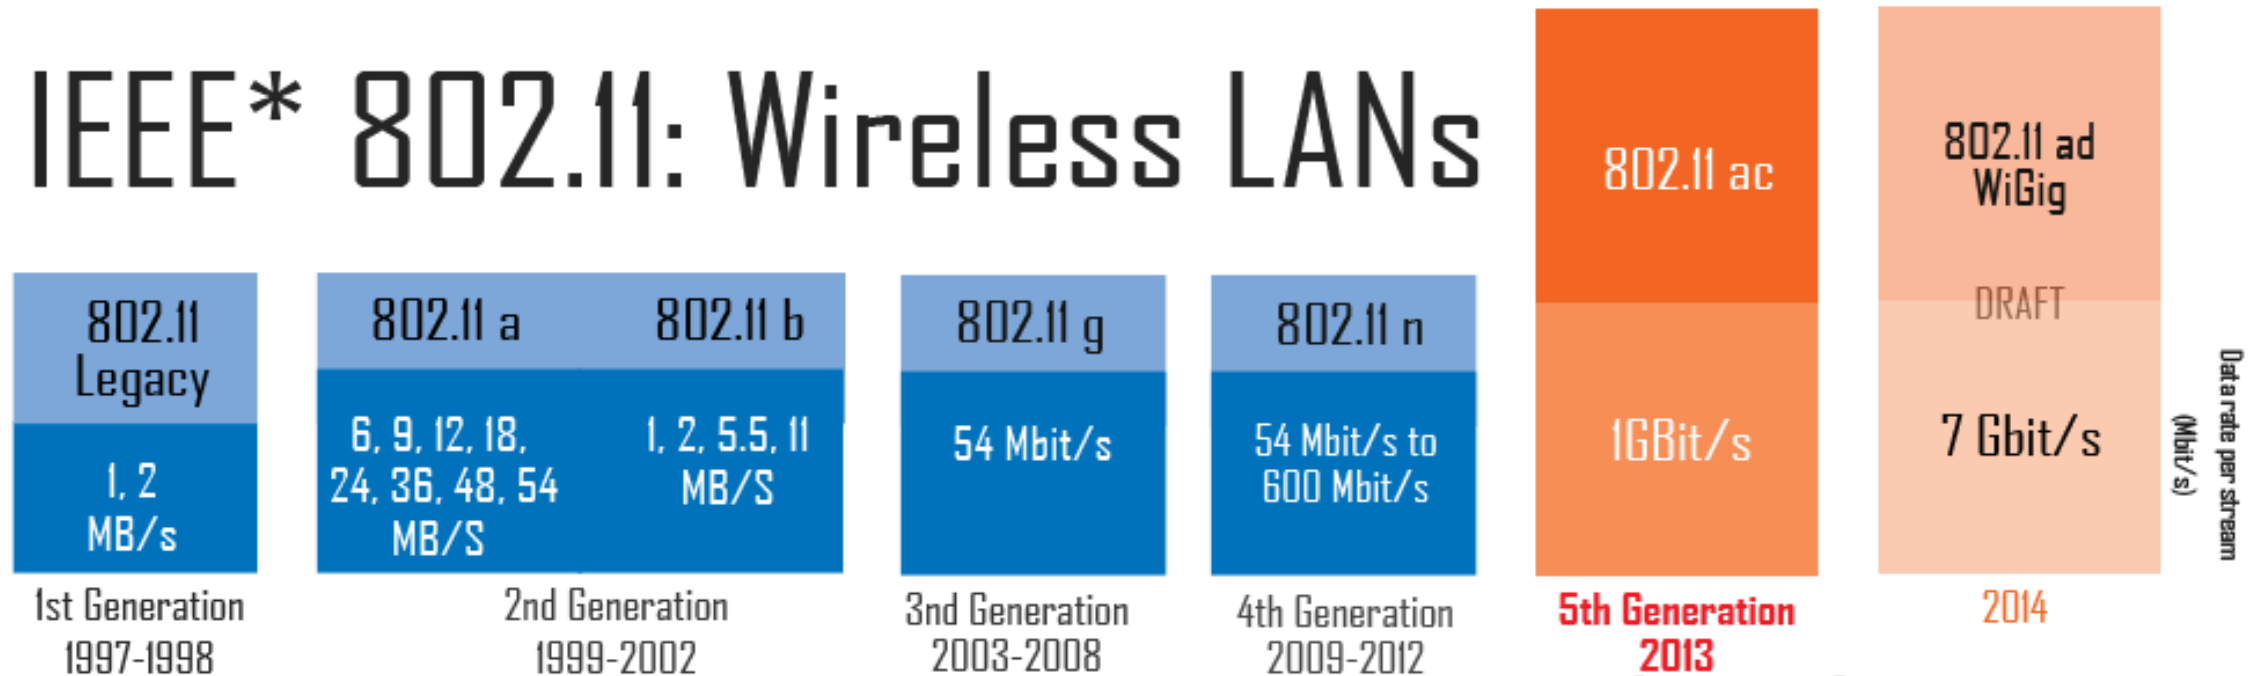 IEEE* 802.11: Wireless LANs
802.11
Legacy
1, 2
MB/s
1st Generation
1997-1998
802.11 a
6, 9, 12, 18,
24, 36, 48, 54
MB/S
802.11 b
1, 2, 5.5, 11
MB/S
2nd Generation
1999-2002
802.11 g
54 Mbit/s
3nd Generation
2003-2008
802.11 n
54 Mbit/s to
600 Mbit/s
4th Generation
2009-2012
802.11 ac
1GBit/s
5th Generation
2013
802.11 ad
WiGig
DRAFT
7 Gbit/s
2014
Data rate per stream
(Mbit/s)